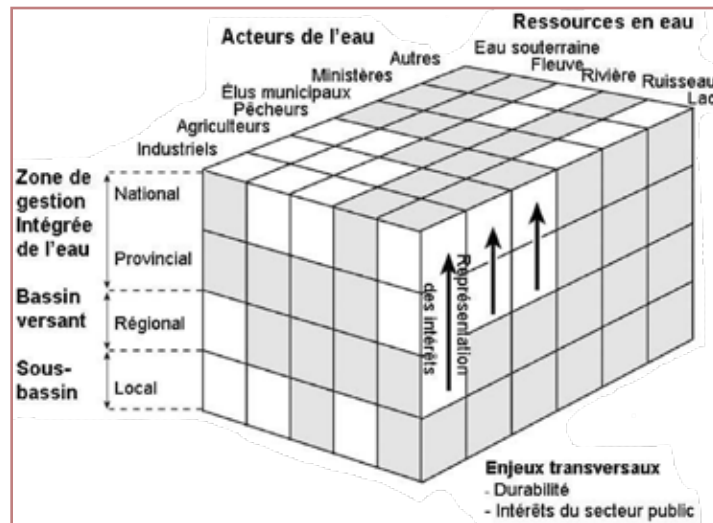 Ressources en eau
Acteurs de l'eau
Autres
Ministères
Élus municipaux
Pêcheurs
Agriculteurs
Industriels
Eau souterraine
Fleuve
Rivière
Ruisseau
Lac
Zone de
gestion
Intégrée
de l'eau
National
Provincial
Bassin
versant
Régional
Sous-
bassin
Local
Représentation
des intérêts
Enjeux transversaux
- Durabilité
- Intérêts du secteur public